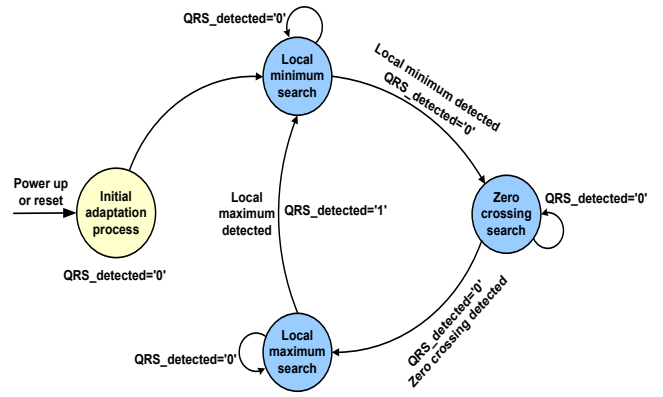 QRS_detected='0'
Local
minimum
search
Local minimum detected
QRS_detected='0'
Power up
or reset
Initial
adaptation
process
QRS_detected='0'
Local
maximum
detected
QRS_detected='1'
Zero
crossing
search
QRS_detected='0'
QRS_detected='0'
Zero crossing detected
QRS_detected='0'
Local
maximum
search